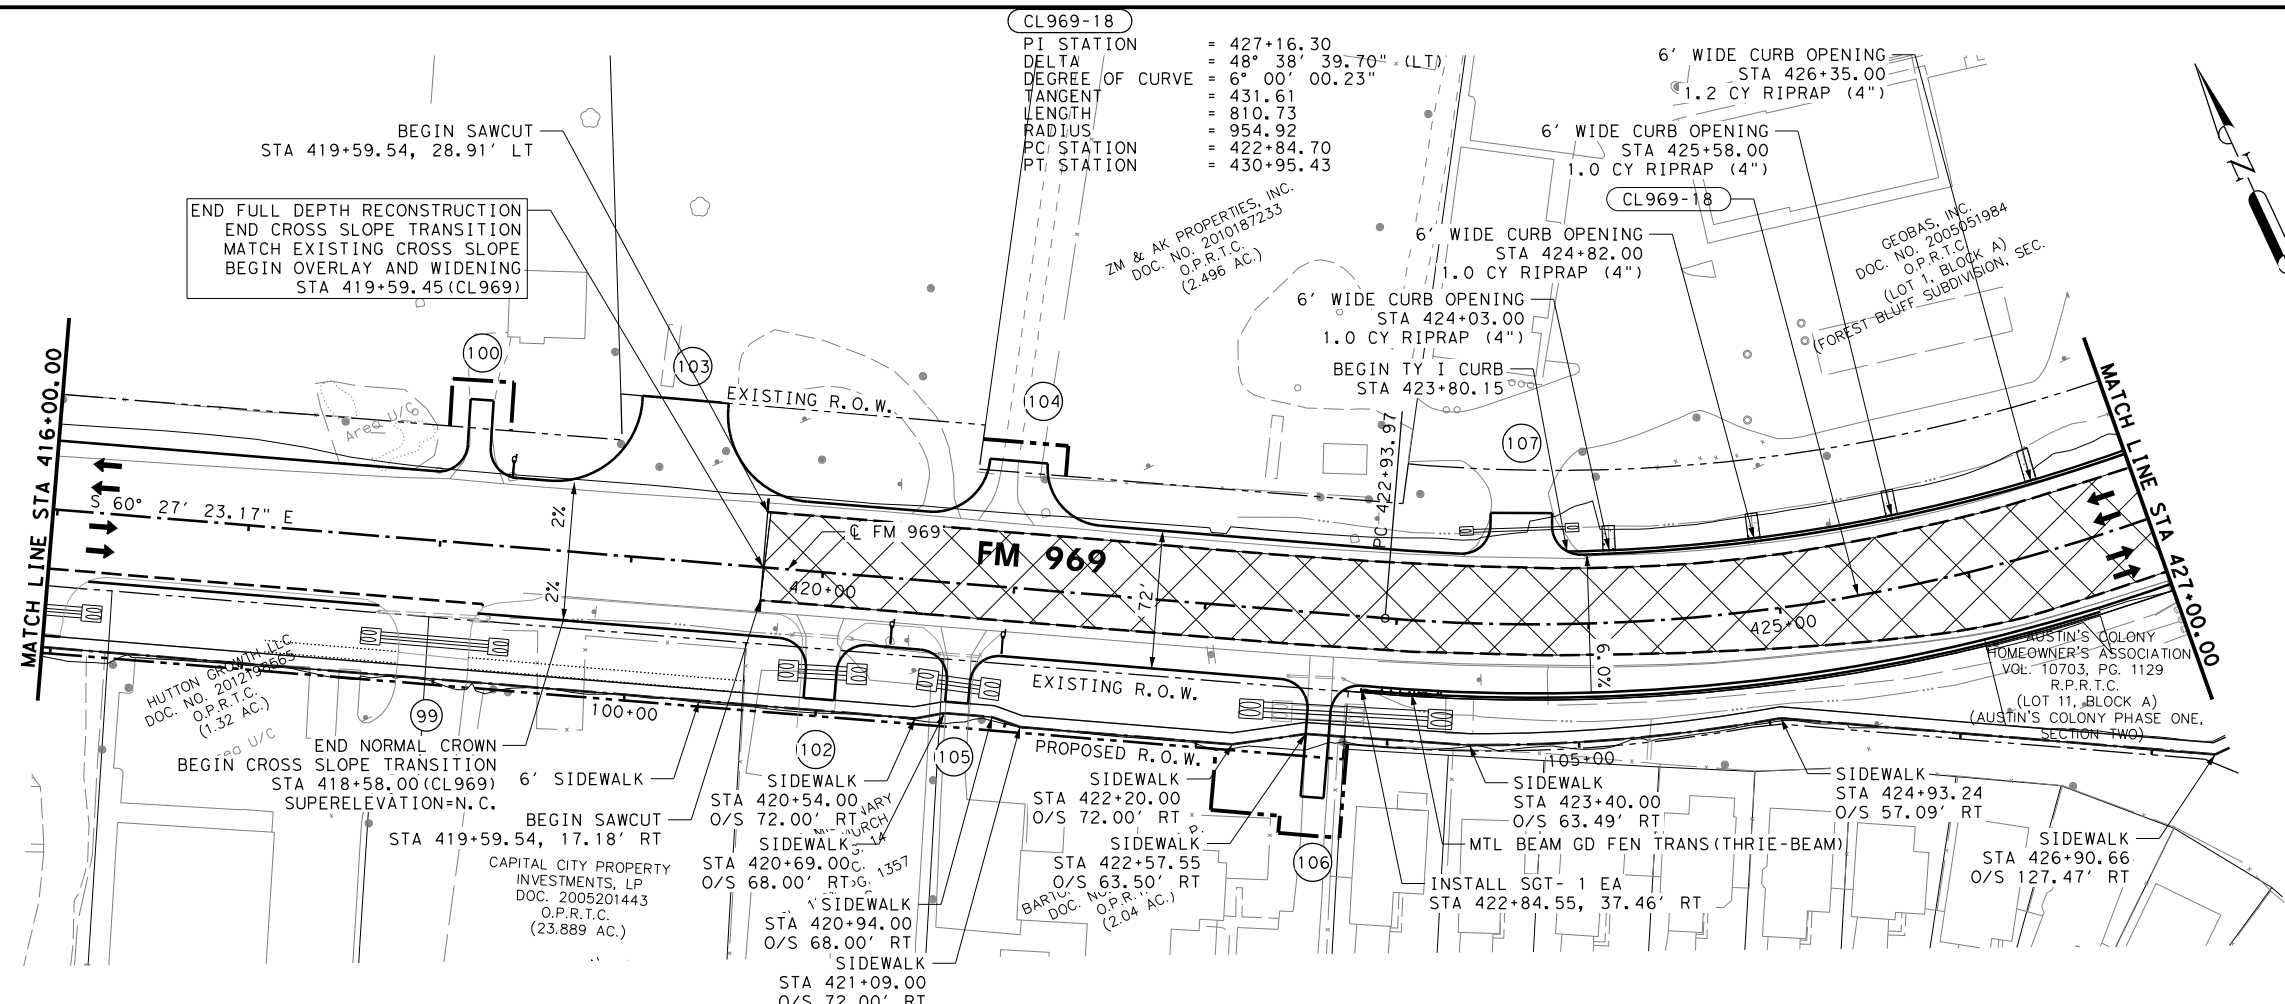 CL969-18
PI STATION = 427+16.30
DELTA = 48° 38' 39.70" (LT)
DEGREE OF CURVE = 6° 00' 00.23"
TANGENT = 431.61
LENGTH = 810.73
RADIUS = 954.92
PC STATION = 422+84.70
PT STATION = 430+95.43
6' WIDE CURB OPENING
STA 426+35.00
1.2 CY RIPRAP (4")
6' WIDE CURB OPENING
STA 425+58.00
1.0 CY RIPRAP (4")
CL969-18
6' WIDE CURB OPENING
STA 424+82.00
1.0 CY RIPRAP (4")
6' WIDE CURB OPENING
STA 424+03.00
1.0 CY RIPRAP (4")
BEGIN TY I CURB
STA 423+80.15
BEGIN SAWCUT
STA 419+59.54, 28.91' LT
END FULL DEPTH RECONSTRUCTION
END CROSS SLOPE TRANSITION
MATCH EXISTING CROSS SLOPE
BEGIN OVERLAY AND WIDENING
STA 419+59.45(CL969)
ZM & AK PROPERTIES, INC.
DOC. NO. 2010187233
O.P.R.T.C.
(2.496 AC.)
GEOBAS, INC.
DOC. NO. 2005051984
O.P.R.T.C.
(LOT 1, BLOCK A)
(FOREST BLUFF SUBDIVISION, SEC.
N
MATCH LINE STA 416+00.00
MATCH LINE STA 427+00.00
100
103
104
107
Area U/C
EXISTING R.O.W.
S 60° 27' 23.17" E
2%
2%
℄ FM 969
FM 969
420+00
72'
PC 422+93.97
425+00
6.0%
EXISTING R.O.W.
PROPOSED R.O.W.
100+00
105+00
HUTTON GROWTH LLC.
O.P.R.T.C.
(1.32 AC.)
Area U/C
99
102
105
106
END NORMAL CROWN
BEGIN CROSS SLOPE TRANSITION
STA 418+58.00(CL969)
SUPERELEVATION=N.C.
6' SIDEWALK
BEGIN SAWCUT
STA 419+59.54, 17.18' RT
CAPITAL CITY PROPERTY
INVESTMENTS, LP
DOC. 2005201443
O.P.R.T.C.
(23.889 AC.)
SIDEWALK
STA 420+54.00
O/S 72.00' RT
SIDEWALK
STA 420+69.00
O/S 68.00' RT
1357
SIDEWALK
STA 420+94.00
O/S 68.00' RT
SIDEWALK
STA 421+09.00
O/S 72.00' RT
SIDEWALK
STA 422+20.00
O/S 72.00' RT
SIDEWALK
STA 422+57.55
O/S 63.50' RT
O.P.R.
(2.04 AC.)
SIDEWALK
STA 423+40.00
O/S 63.49' RT
MTL BEAM GD FEN TRANS(THRIE-BEAM)
INSTALL SGT- 1 EA
STA 422+84.55, 37.46' RT
SIDEWALK
STA 424+93.24
O/S 57.09' RT
SIDEWALK
STA 426+90.66
O/S 127.47' RT
AUSTIN'S COLONY
HOMEOWNER'S ASSOCIATION
VOL. 10703, PG. 1129
R.P.R.T.C.
(LOT 11, BLOCK A)
(AUSTIN'S COLONY PHASE ONE,
SECTION TWO)